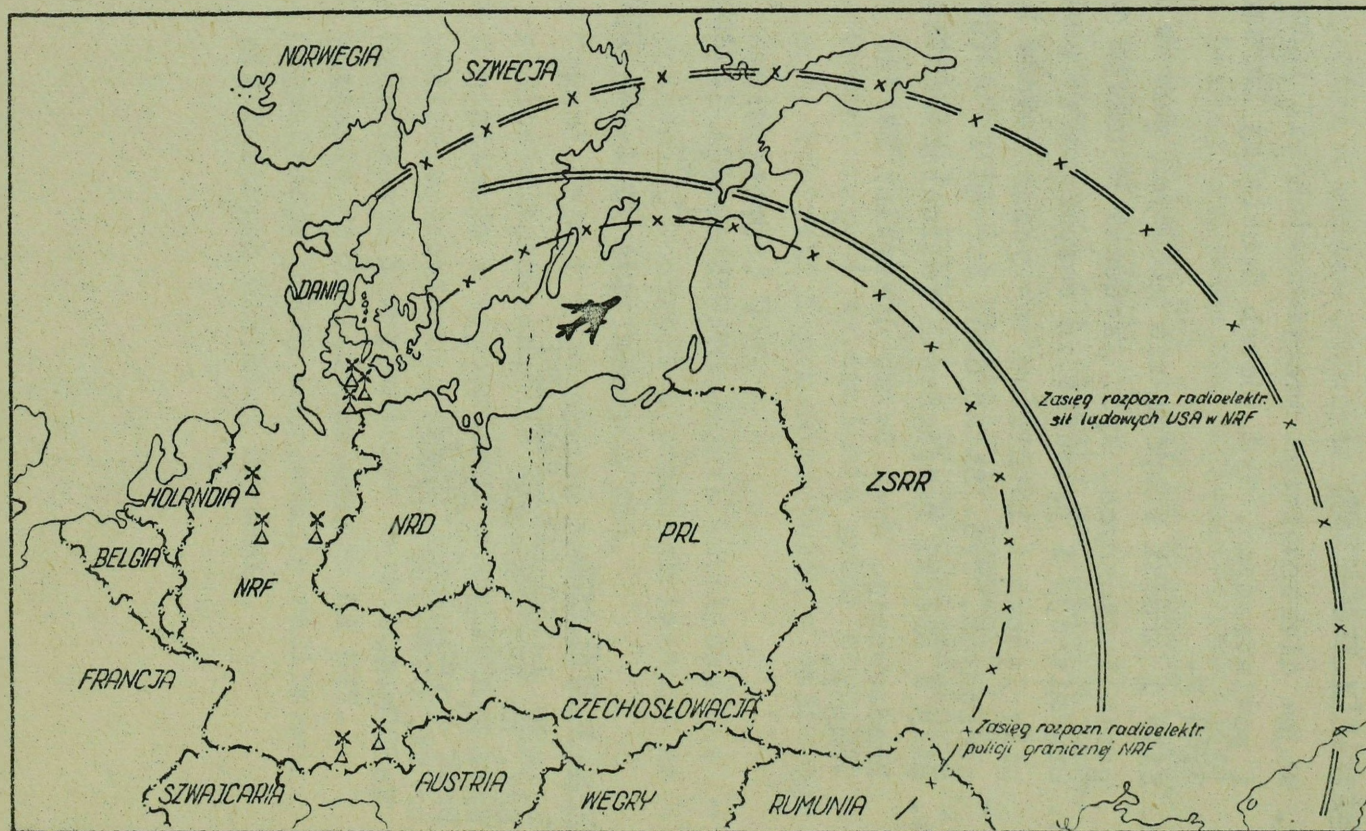 NORWEGIA
SZWECJA
DANIA
Zasięg rozpozn. radioelektr.
sił lądowych USA w NRF
HOLANDIA
ZSRR
NRD
PRL
BELGIA
NRF
FRANCJA
CZECHOSŁOWACJA
Zasięg rozpozn. radioelektr.
policji granicznej NRF
SZWAJCARIA
AUSTRIA
WĘGRY
RUMUNIA